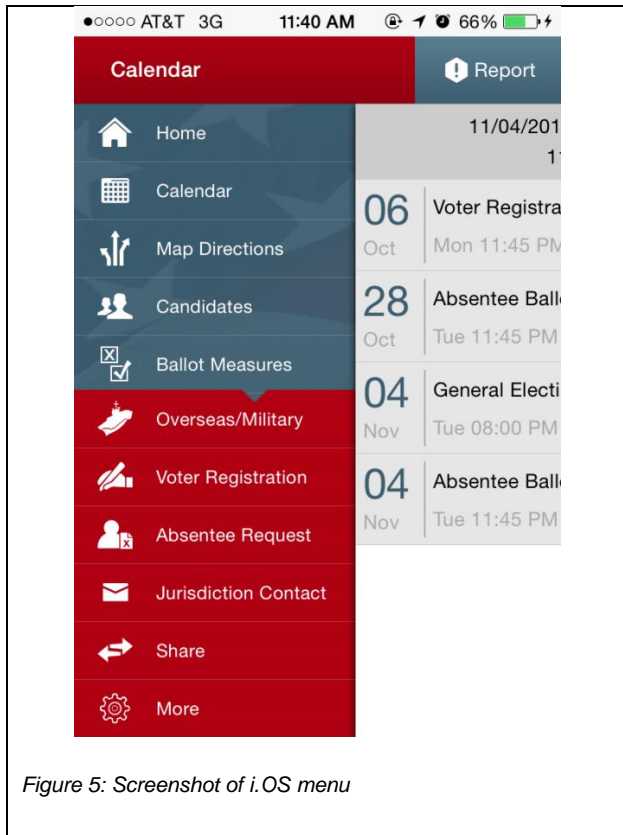 AT&T 3G 11:40 AM 66%
Calendar
Report
Home
Calendar
Map Directions
Candidates
Ballot Measures
Overseas/Military
Voter Registration
Absentee Request
Jurisdiction Contact
Share
More
11/04/201
1
06 Voter Registra
Oct Mon 11:45 PM
28 Absentee Ball
Oct Tue 11:45 PM
04 General Electi
Nov Tue 08:00 PM
04 Absentee Ball
Nov Tue 11:45 PM
Figure 5: Screenshot of i.OS menu